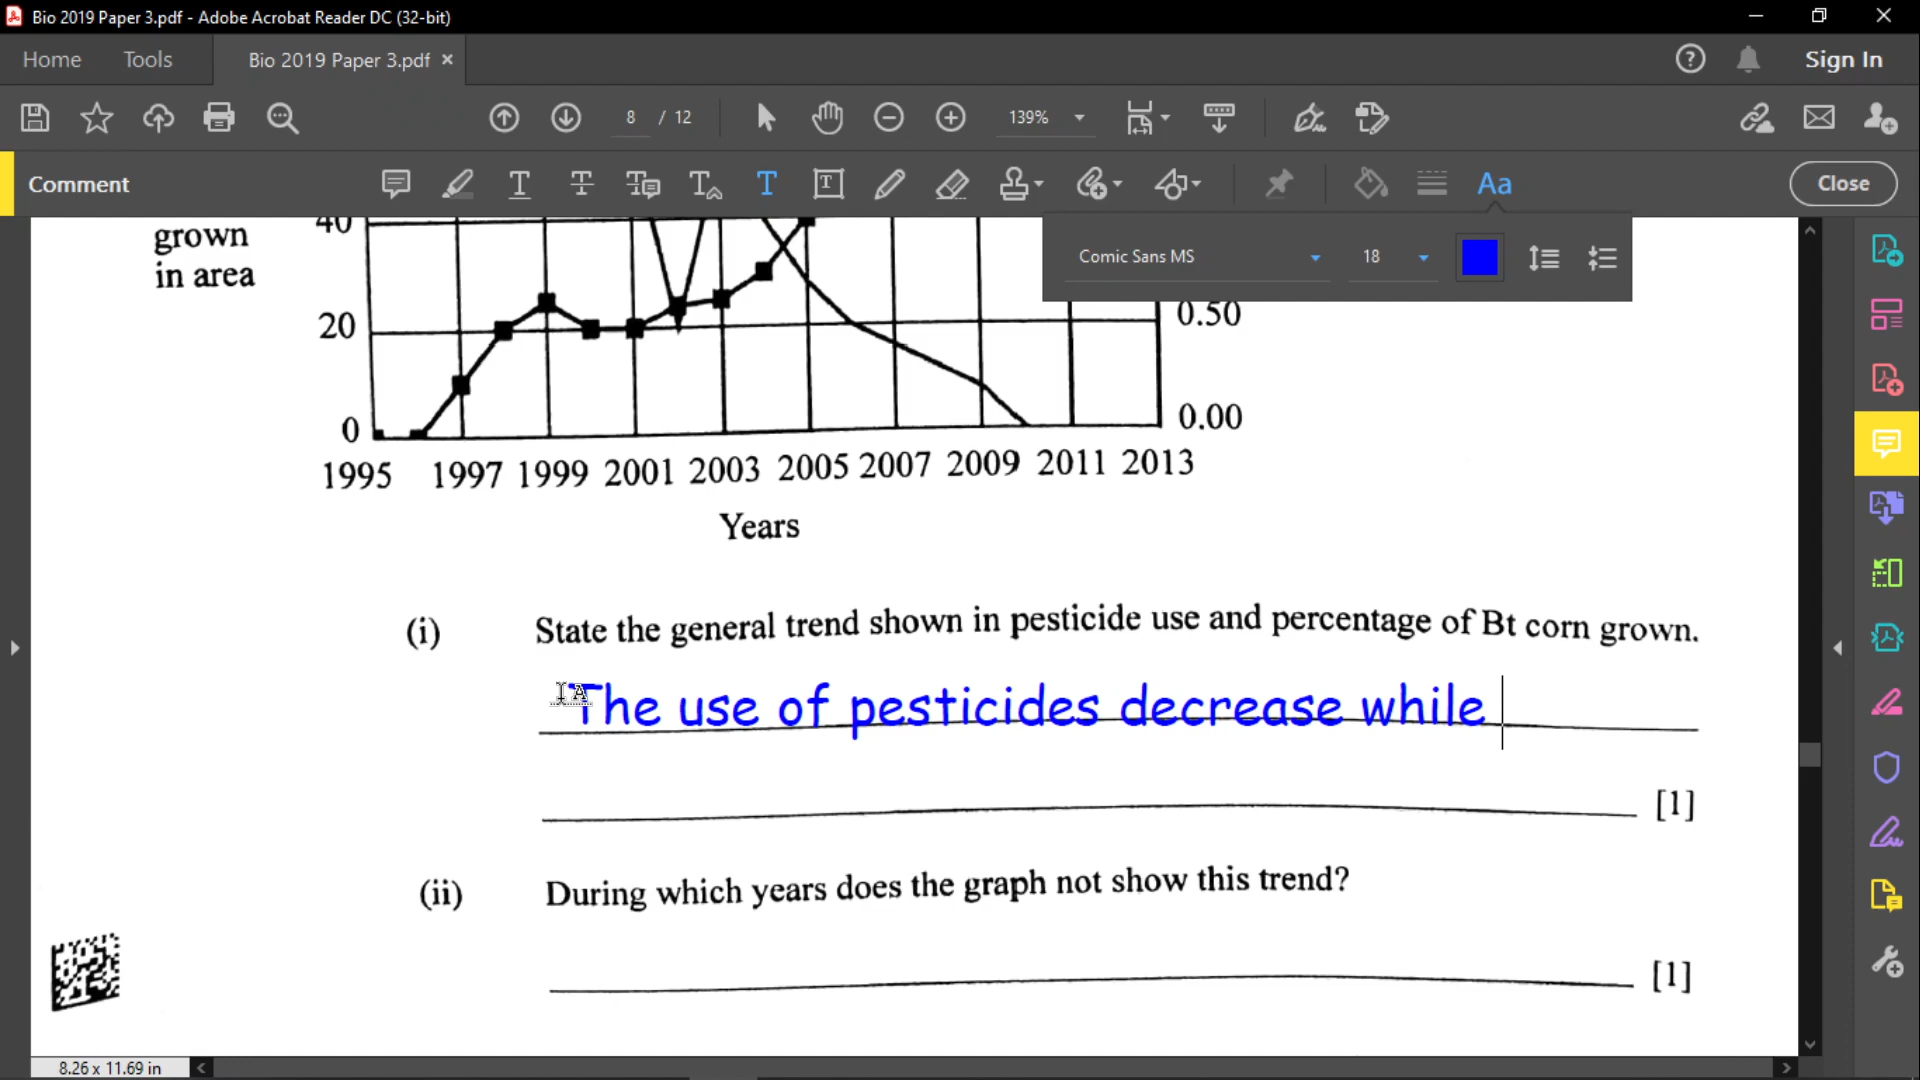 Bio 2019 Paper 3.pdf - Adobe Acrobat Reader DC (32-bit)
Home Tools Bio 2019 Paper 3.pdf × Sign In
8 / 12 139%
Comment Close
Comic Sans MS 18
40
grown
in area
20 0.50
0 0.00
1995 1997 1999 2001 2003 2005 2007 2009 2011 2013
Years
(i) State the general trend shown in pesticide use and percentage of Bt corn grown.
The use of pesticides decrease while
[1]
(ii) During which years does the graph not show this trend?
[1]
8.26 x 11.69 in